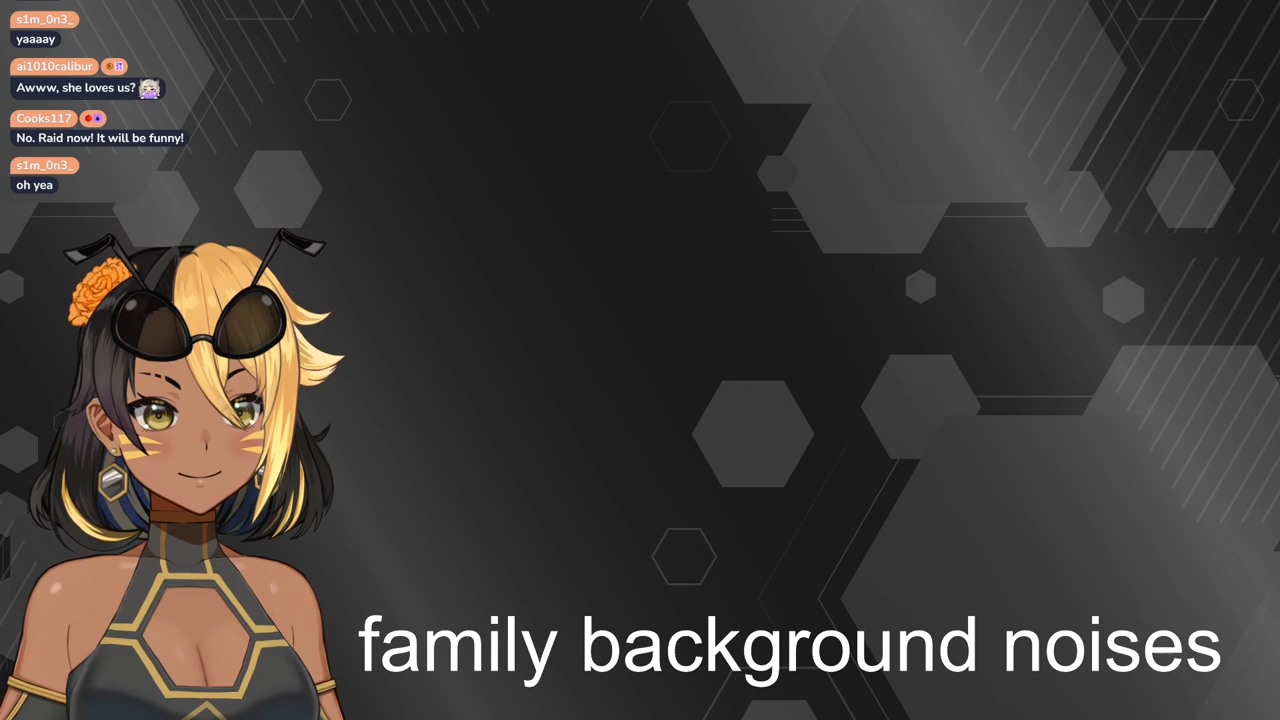 s1m_0n3_
yaaaay
ai1010calibur
Awww, she loves us?
Cooks117
No. Raid now! It will be funny!
s1m_0n3_
oh yea
family background noises